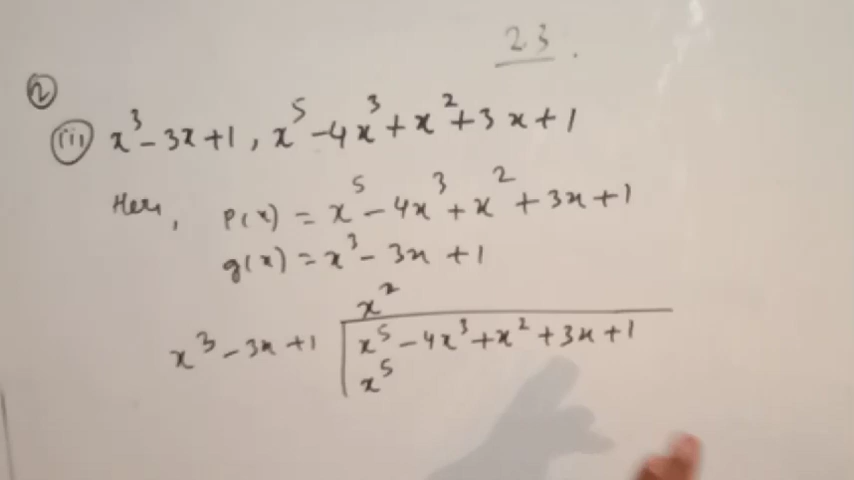 23.
②
(iii) x³ - 3x + 1, x⁵ - 4x³ + x² + 3x + 1
Here, p(x) = x⁵ - 4x³ + x² + 3x + 1
g(x) = x³ - 3x + 1
x²
x³ - 3x + 1 | x⁵ - 4x³ + x² + 3x + 1
x⁵